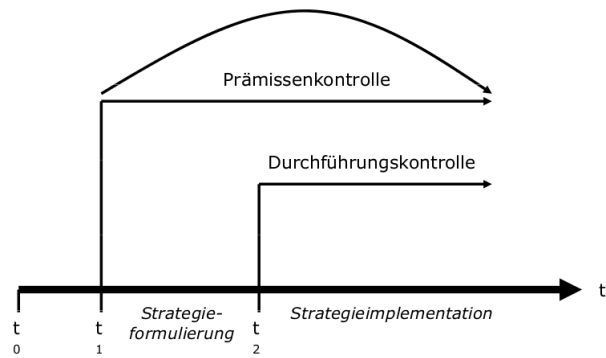 Prämissenkontrolle
Durchführungskontrolle
t
Strategie-
formulierung
Strategieimplementation
t
0
t
1
t
2